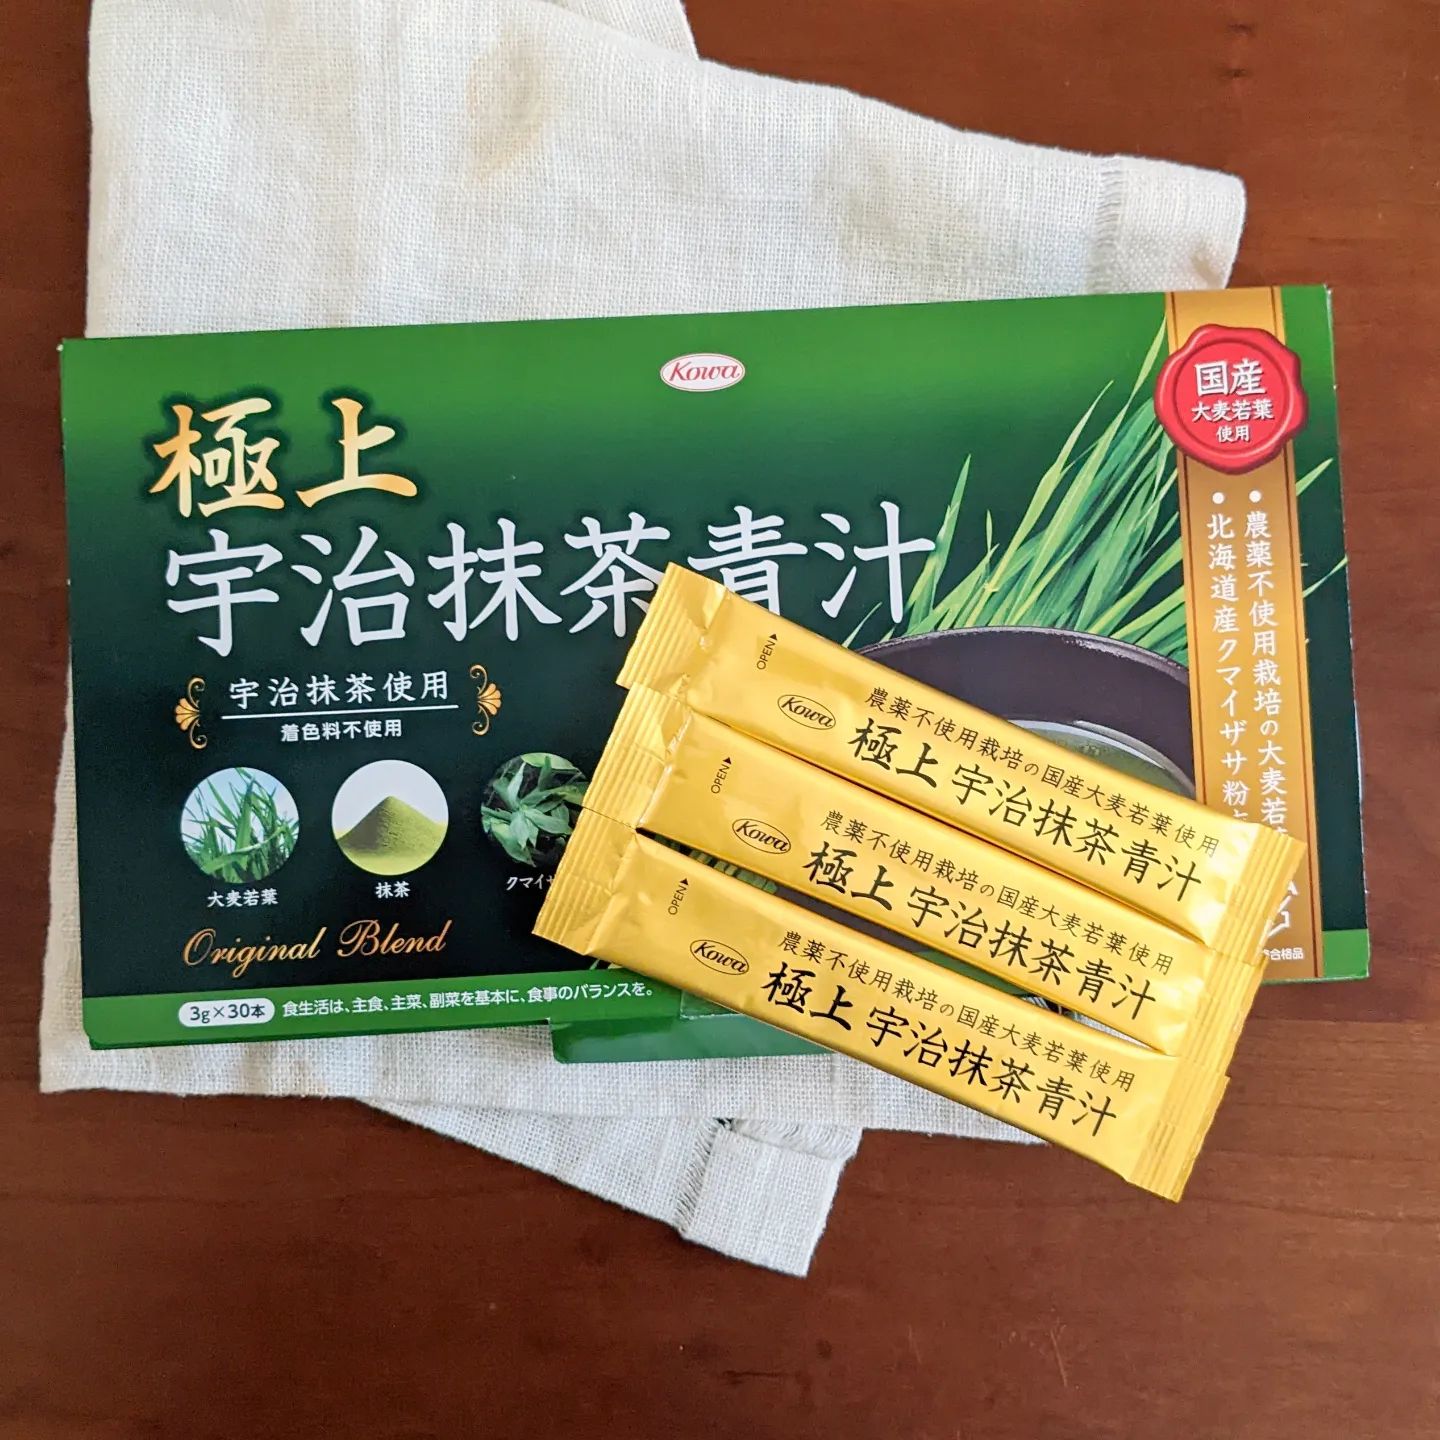 Kowa
極上
宇治抹茶青汁
宇治抹茶使用
着色料不使用
大麦若葉
抹茶
クマイ
Original Blend
3g×30本
食生活は、主食、主菜、副菜を基本に、食事のバランスを。
国産
大麦若葉
使用
●農薬不使用栽培の大麦若
●北海道産クマイザサ粉
合格品
OPEN▲
Kowa
農薬不使用栽培の国産大麦若葉使用
極上 宇治抹茶青汁
OPEN▲
Kowa
農薬不使用栽培の国産大麦若葉使用
極上 宇治抹茶青汁
OPEN▲
Kowa
農薬不使用栽培の国産大麦若葉使用
極上 宇治抹茶青汁